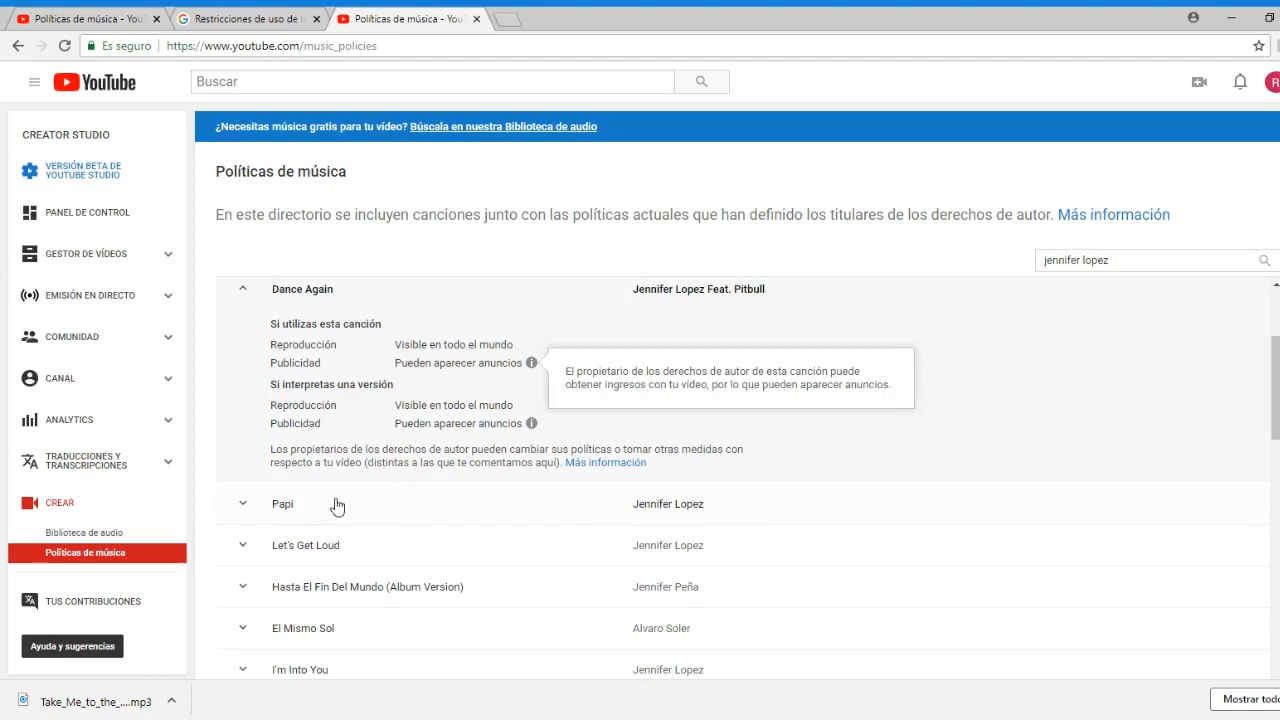 Políticas de música - YouT
Restricciones de uso de l
Políticas de música - YouT
Es seguro
https://www.youtube.com/music_policies
YouTube
Buscar
R
CREATOR STUDIO
VERSIÓN BETA DE
YOUTUBE STUDIO
PANEL DE CONTROL
GESTOR DE VÍDEOS
EMISIÓN EN DIRECTO
COMUNIDAD
CANAL
ANALYTICS
TRADUCCIONES Y
TRANSCRIPCIONES
CREAR
Biblioteca de audio
Políticas de música
TUS CONTRIBUCIONES
Ayuda y sugerencias
¿Necesitas música gratis para tu vídeo? Búscala en nuestra Biblioteca de audio
Políticas de música
En este directorio se incluyen canciones junto con las políticas actuales que han definido los titulares de los derechos de autor. Más información
jennifer lopez
Dance Again Jennifer Lopez Feat. Pitbull
Si utilizas esta canción
Reproducción Visible en todo el mundo
Publicidad Pueden aparecer anuncios
El propietario de los derechos de autor de esta canción puede
obtener ingresos con tu vídeo, por lo que pueden aparecer anuncios.
Si interpretas una versión
Reproducción Visible en todo el mundo
Publicidad Pueden aparecer anuncios
Los propietarios de los derechos de autor pueden cambiar sus políticas o tomar otras medidas con
respecto a tu vídeo (distintas a las que te comentamos aquí). Más información
Papi Jennifer Lopez
Let's Get Loud Jennifer Lopez
Hasta El Fin Del Mundo (Album Version) Jennifer Peña
El Mismo Sol Alvaro Soler
I'm Into You Jennifer Lopez
Take_Me_to_the_....mp3
Mostrar todo